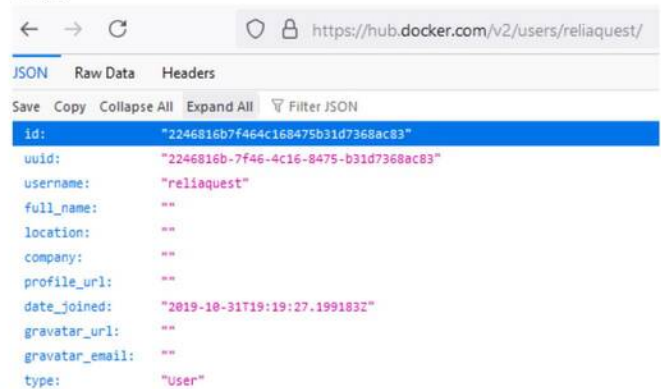 https://hub.docker.com/v2/users/reliaquest/
JSON Raw Data Headers
Save Copy Collapse All Expand All Filter JSON
id: "2246816b7f464c168475b31d7368ac83"
uuid: "2246816b-7f46-4c16-8475-b31d7368ac83"
username: "reliaquest"
full_name: ""
location: ""
company: ""
profile_url: ""
date_joined: "2019-10-31T19:19:27.199183Z"
gravatar_url: ""
gravatar_email: ""
type: "User"